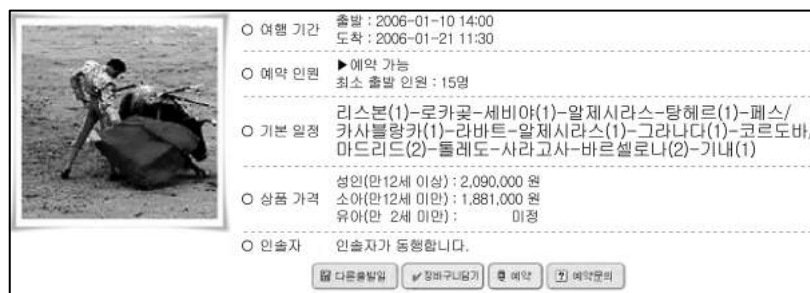 ○ 여행 기간
출발 : 2006-01-10 14:00
도착 : 2006-01-21 11:30
○ 예약 인원
▶예약 가능
최소 출발 인원 : 15명
○ 기본 일정
리스본(1)-로카곶-세비야(1)-알제시라스-탕헤르(1)-페스/
카사블랑카(1)-라바트-알제시라스(1)-그라나다(1)-코르도바/
마드리드(2)-톨레도-사라고사-바르셀로나(2)-기내(1)
○ 상품 가격
성인(만12세 이상) : 2,090,000 원
소아(만12세 미만) : 1,881,000 원
유아(만 2세 미만) : 미정
○ 인솔자
인솔자가 동행합니다.
다른출발일 장바구니담기 예약 예약문의